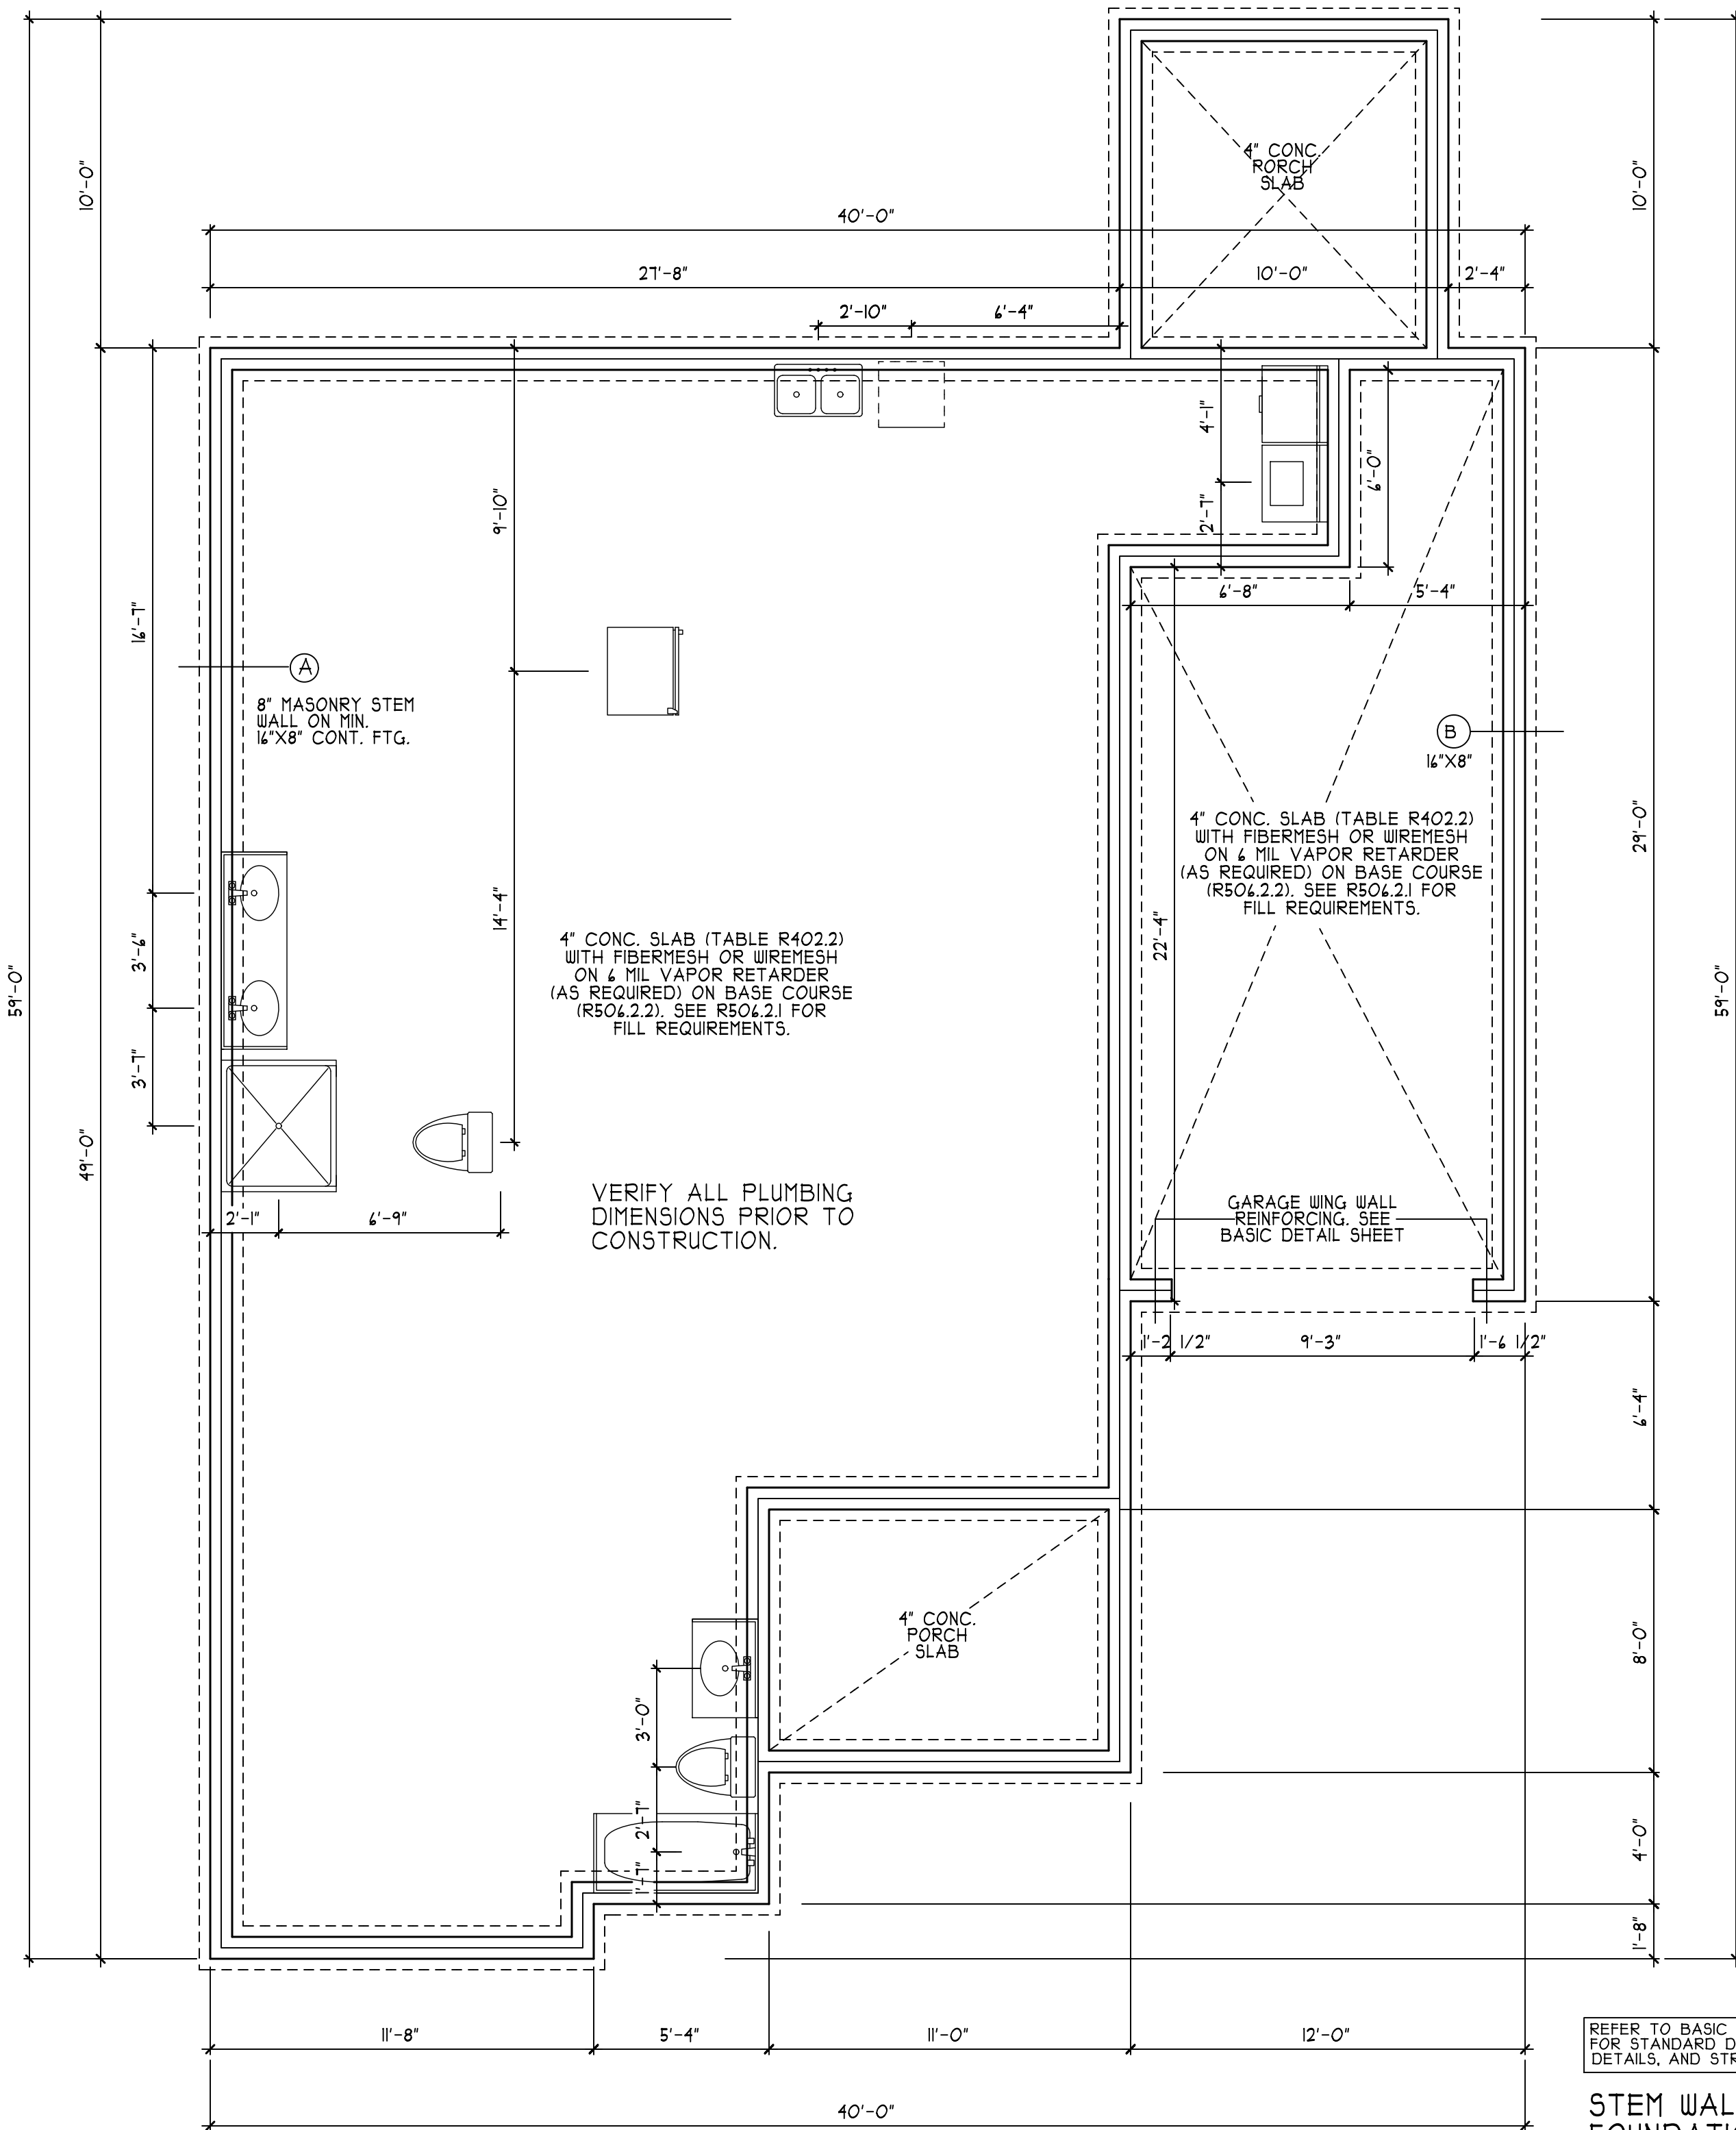 4" CONC.
RORCH
SLAB
10'-0"
10'-0"
40'-0"
27'-8"
10'-0"
2'-4"
2'-10"
6'-4"
4'-1"
6'-0"
9'-10"
2'-7"
6'-8"
5'-4"
16'-7"
A
8" MASONRY STEM
WALL ON MIN.
16"X8" CONT. FTG.
B
16"X8"
29'-0"
4" CONC. SLAB (TABLE R402.2)
WITH FIBERMESH OR WIREMESH
ON 6 MIL VAPOR RETARDER
(AS REQUIRED) ON BASE COURSE
(R506.2.2). SEE R506.2.1 FOR
FILL REQUIREMENTS.
14'-4"
22'-4"
4" CONC. SLAB (TABLE R402.2)
WITH FIBERMESH OR WIREMESH
ON 6 MIL VAPOR RETARDER
(AS REQUIRED) ON BASE COURSE
(R506.2.2). SEE R506.2.1 FOR
FILL REQUIREMENTS.
3'-6"
59'-0"
59'-0"
3'-7"
49'-0"
VERIFY ALL PLUMBING
DIMENSIONS PRIOR TO
CONSTRUCTION.
GARAGE WING WALL
REINFORCING. SEE
BASIC DETAIL SHEET
2'-1"
6'-9"
1'-2 1/2"
9'-3"
1'-6 1/2"
6'-4"
4" CONC.
PORCH
SLAB
8'-0"
3'-0"
2'-7"
4'-0"
1'-7"
1'-8"
11'-8"
5'-4"
11'-0"
12'-0"
REFER TO BASIC
FOR STANDARD D
DETAILS, AND STR
STEM WAL
40'-0"